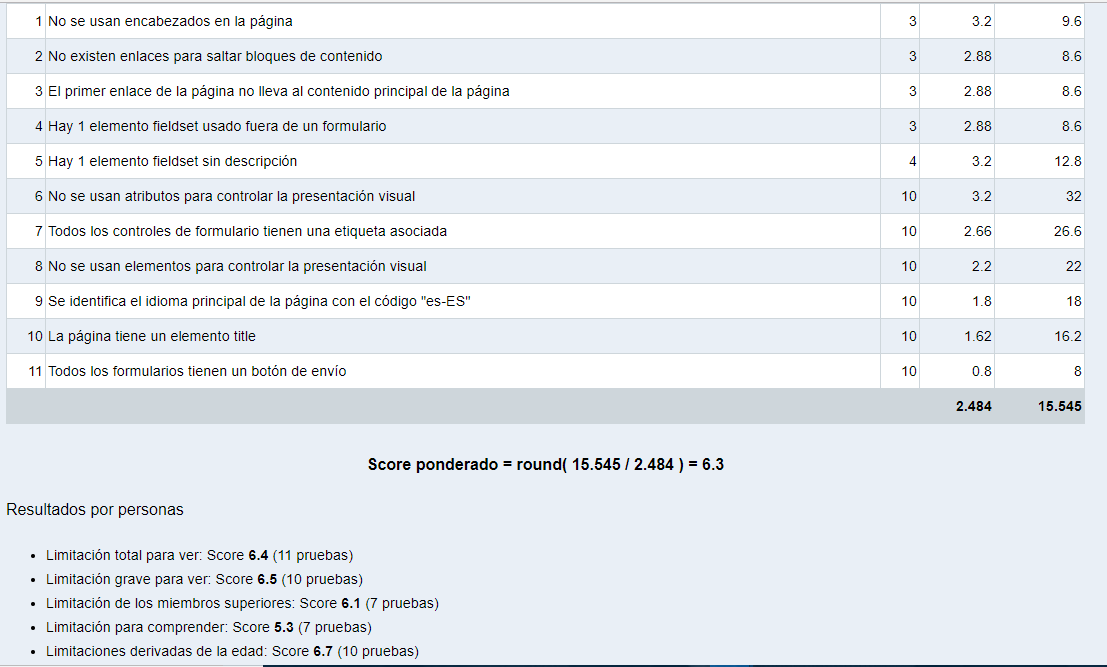 1 No se usan encabezados en la página 3 3.2 9.6
2 No existen enlaces para saltar bloques de contenido 3 2.88 8.6
3 El primer enlace de la página no lleva al contenido principal de la página 3 2.88 8.6
4 Hay 1 elemento fieldset usado fuera de un formulario 3 2.88 8.6
5 Hay 1 elemento fieldset sin descripción 4 3.2 12.8
6 No se usan atributos para controlar la presentación visual 10 3.2 32
7 Todos los controles de formulario tienen una etiqueta asociada 10 2.66 26.6
8 No se usan elementos para controlar la presentación visual 10 2.2 22
9 Se identifica el idioma principal de la página con el código "es-ES" 10 1.8 18
10 La página tiene un elemento title 10 1.62 16.2
11 Todos los formularios tienen un botón de envío 10 0.8 8
2.484 15.545
Score ponderado = round( 15.545 / 2.484 ) = 6.3
Resultados por personas
• Limitación total para ver: Score 6.4 (11 pruebas)
• Limitación grave para ver: Score 6.5 (10 pruebas)
• Limitación de los miembros superiores: Score 6.1 (7 pruebas)
• Limitación para comprender: Score 5.3 (7 pruebas)
• Limitaciones derivadas de la edad: Score 6.7 (10 pruebas)